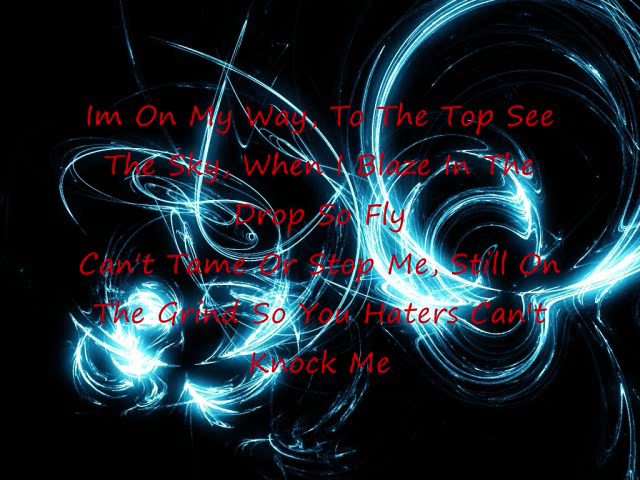 Im On My Way, To The Top See
The Sky, When I Blaze In The
Drop So Fly
Can't Tame Or Stop Me, Still On
The Grind So You Haters Can't
Knock Me